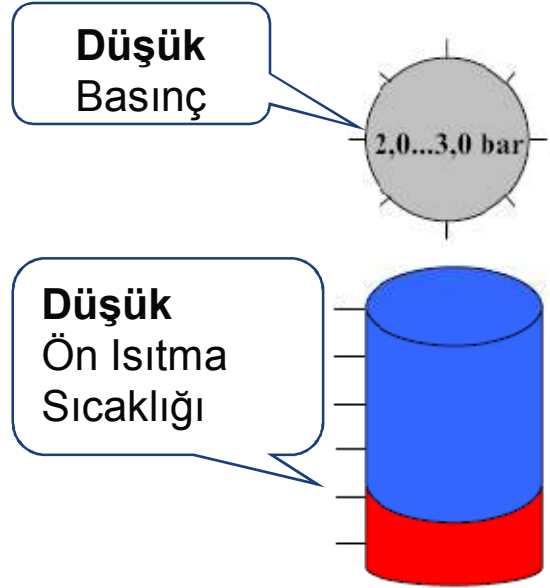 Düşük
Basınç
2,0...3,0 bar
Düşük
Ön Isıtma
Sıcaklığı